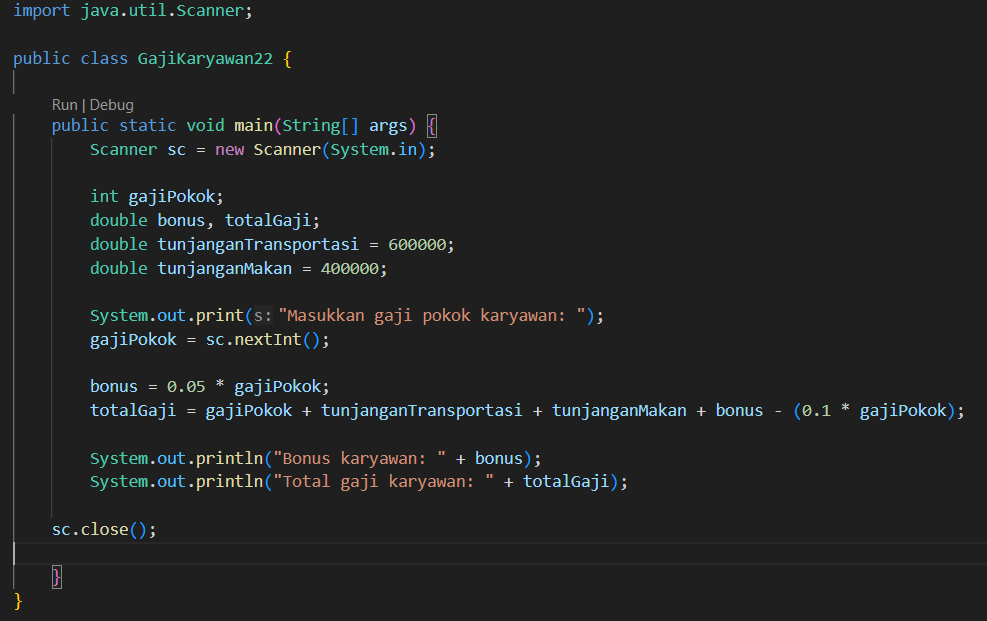 import java.util.Scanner;
public class GajiKaryawan22 {
Run | Debug
public static void main(String[] args) {
Scanner sc = new Scanner(System.in);
int gajiPokok;
double bonus, totalGaji;
double tunjanganTransportasi = 600000;
double tunjanganMakan = 400000;
System.out.print(s: "Masukkan gaji pokok karyawan: ");
gajiPokok = sc.nextInt();
bonus = 0.05 * gajiPokok;
totalGaji = gajiPokok + tunjanganTransportasi + tunjanganMakan + bonus - (0.1 * gajiPokok);
System.out.println("Bonus karyawan: " + bonus);
System.out.println("Total gaji karyawan: " + totalGaji);
sc.close();
}
}